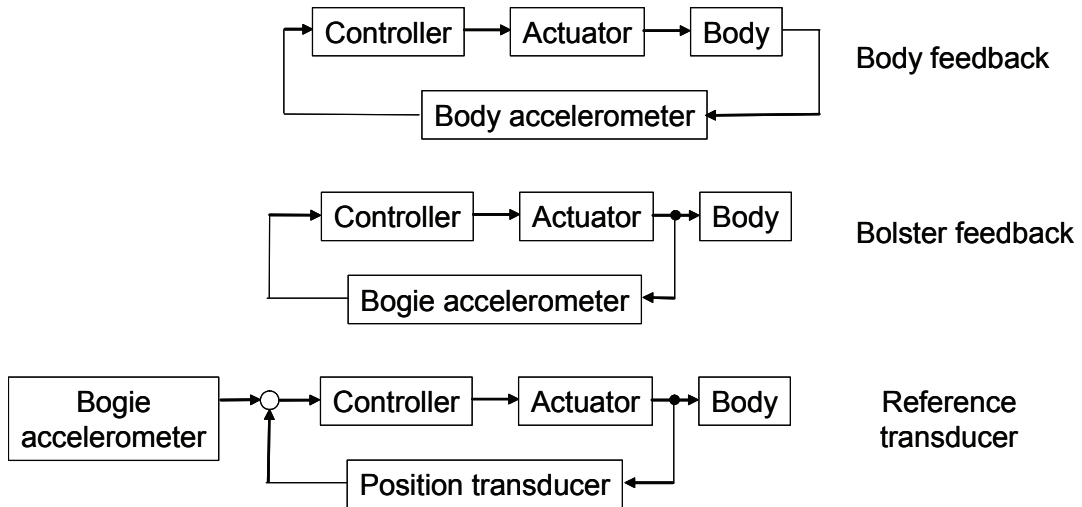 Controller
Actuator
Body
Body feedback
Body accelerometer
Controller
Actuator
Body
Bolster feedback
Bogie accelerometer
Bogie
accelerometer
Controller
Actuator
Body
Reference
transducer
Position transducer